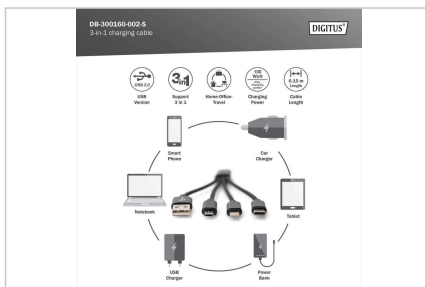 DB-300160-002-S
3-in-1 charging cable
DIGITUS®
USB 2.0
USB
Version
3in1
Support
3 in 1
Home-Office-
Travel
100
Watt
Charging
Power
0.15 m
Length
Cable
Length
Smart
Phone
Car
Charger
Notebook
Tablet
USB
Charger
Power
Bank